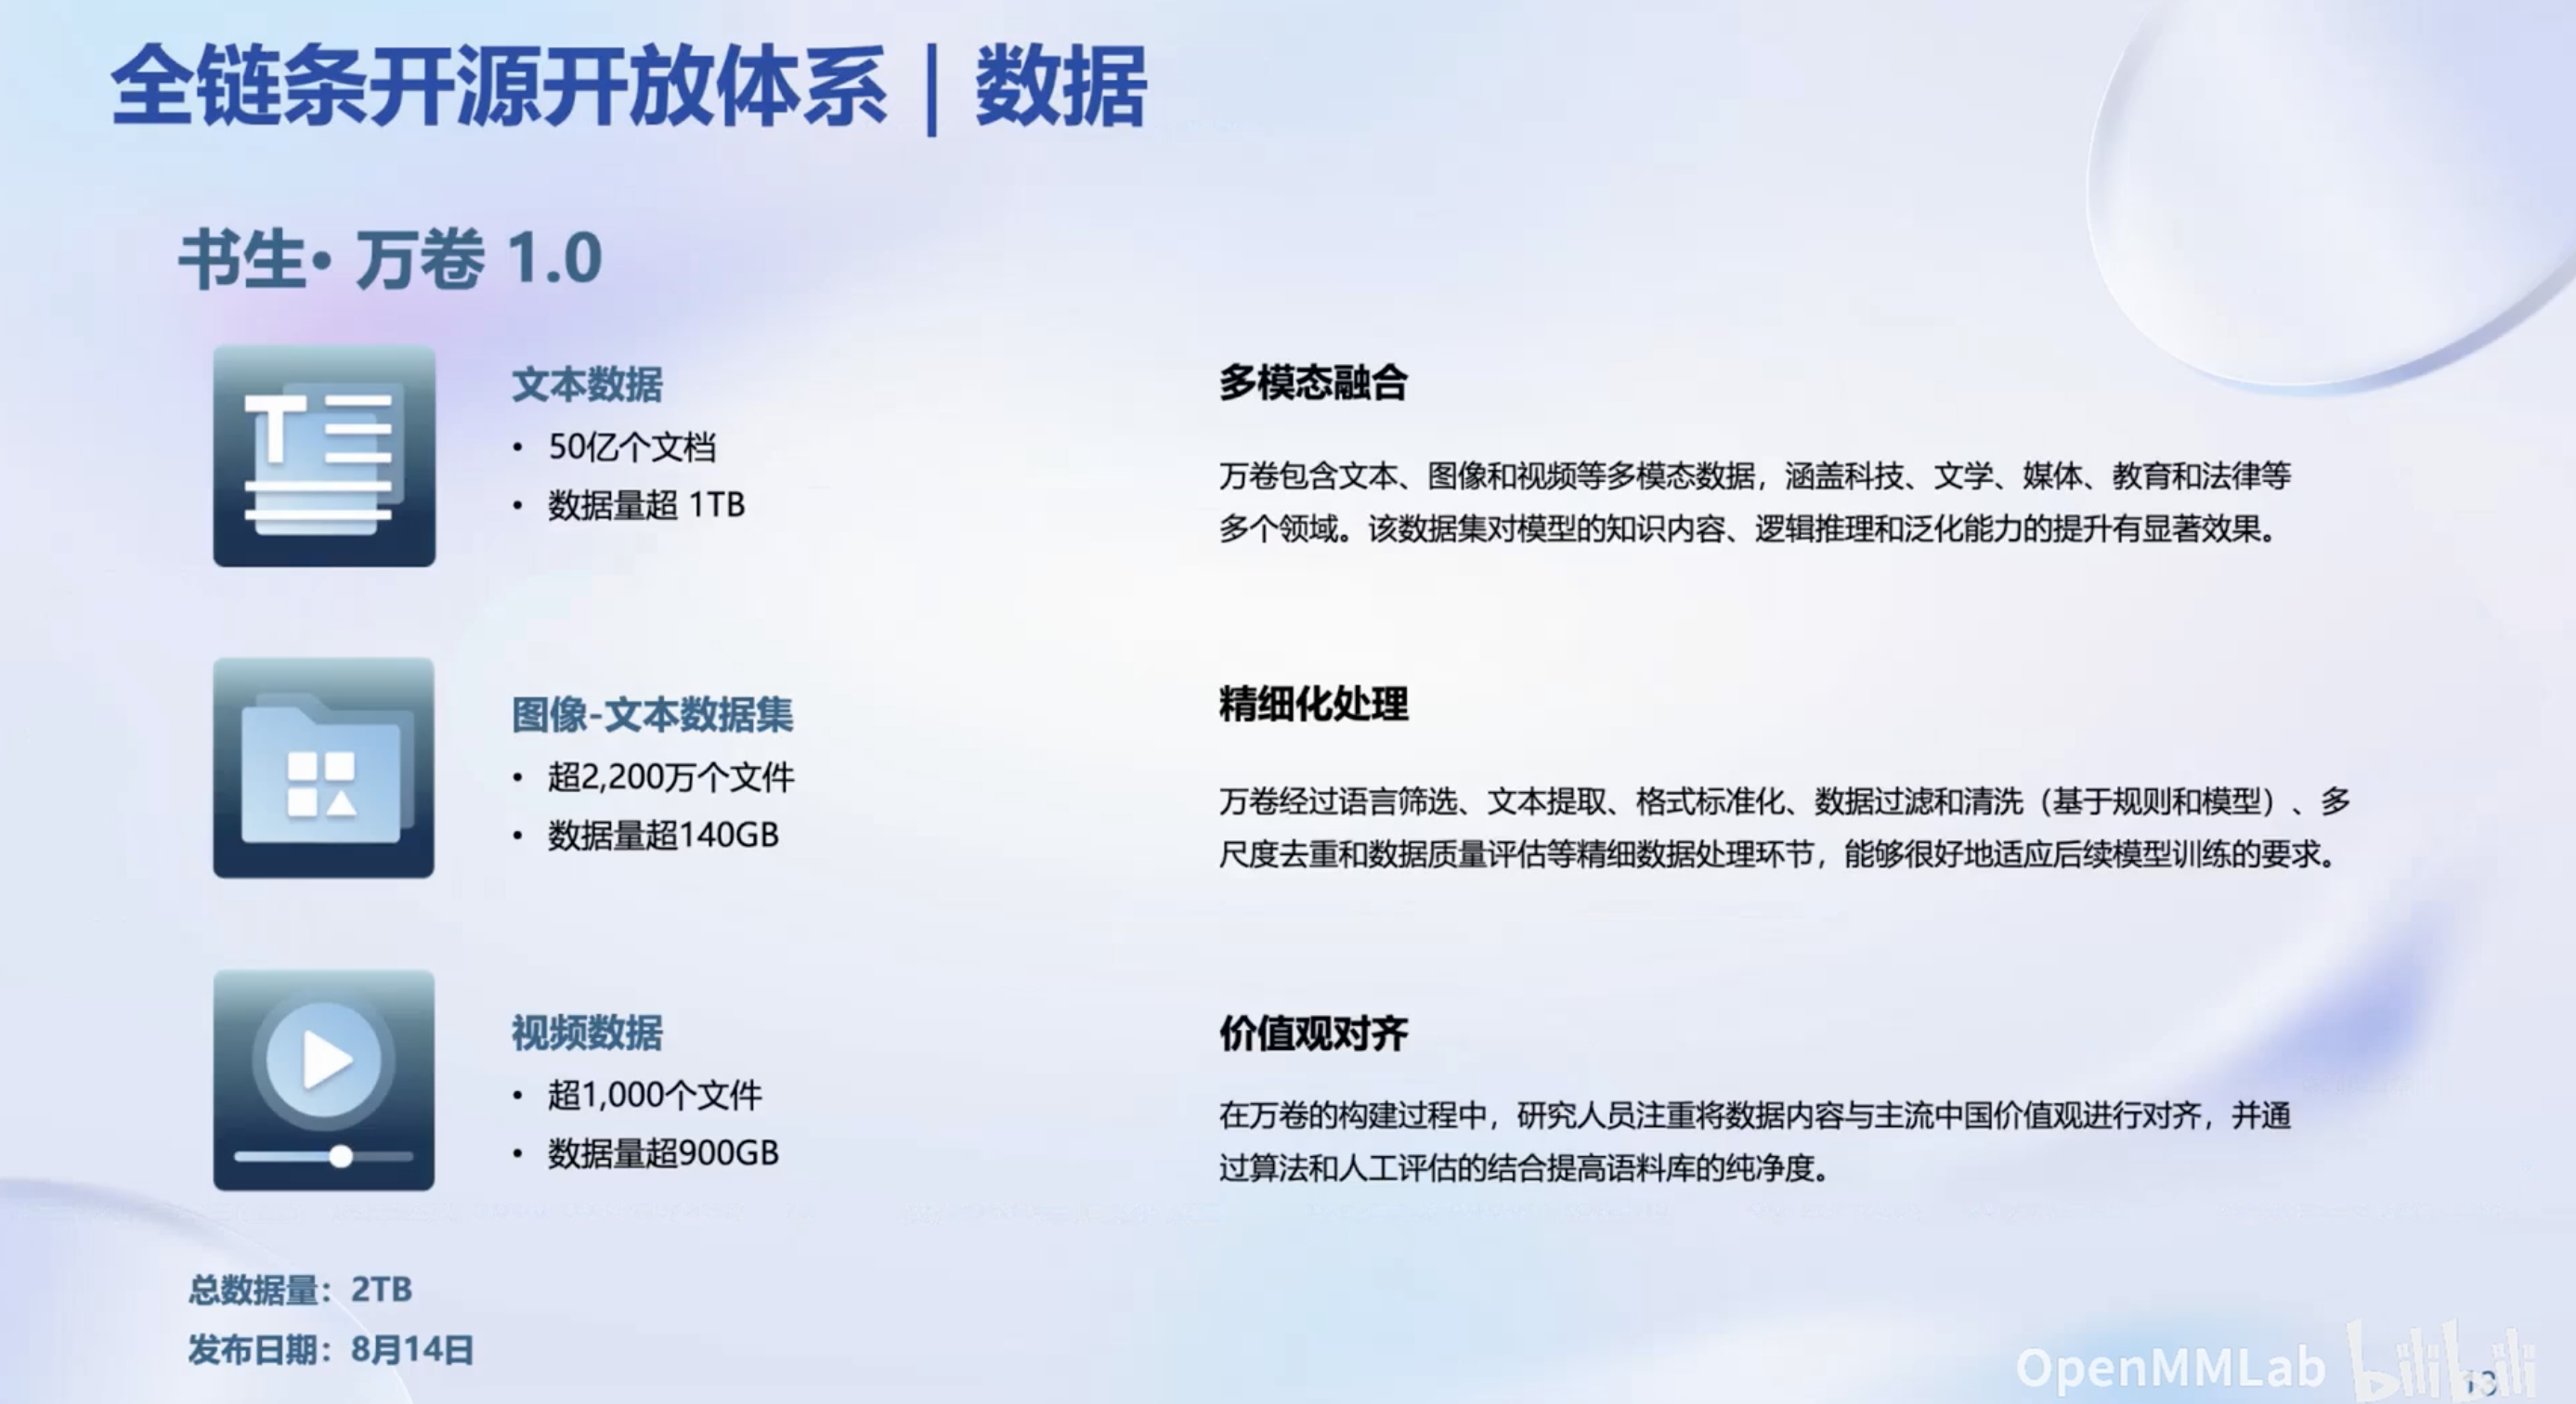 全链条开源开放体系｜数据
书生· 万卷 1.0
文本数据
• 50亿个文档
• 数据量超 1TB
图像-文本数据集
• 超2,200万个文件
• 数据量超140GB
视频数据
• 超1,000个文件
• 数据量超900GB
总数据量：2TB
发布日期：8月14日
多模态融合
万卷包含文本、图像和视频等多模态数据，涵盖科技、文学、媒体、教育和法律等
多个领域。该数据集对模型的知识内容、逻辑推理和泛化能力的提升有显著效果。
精细化处理
万卷经过语言筛选、文本提取、格式标准化、数据过滤和清洗（基于规则和模型）、多
尺度去重和数据质量评估等精细数据处理环节，能够很好地适应后续模型训练的要求。
价值观对齐
在万卷的构建过程中，研究人员注重将数据内容与主流中国价值观进行对齐，并通
过算法和人工评估的结合提高语料库的纯净度。
OpenMMLab bilibili